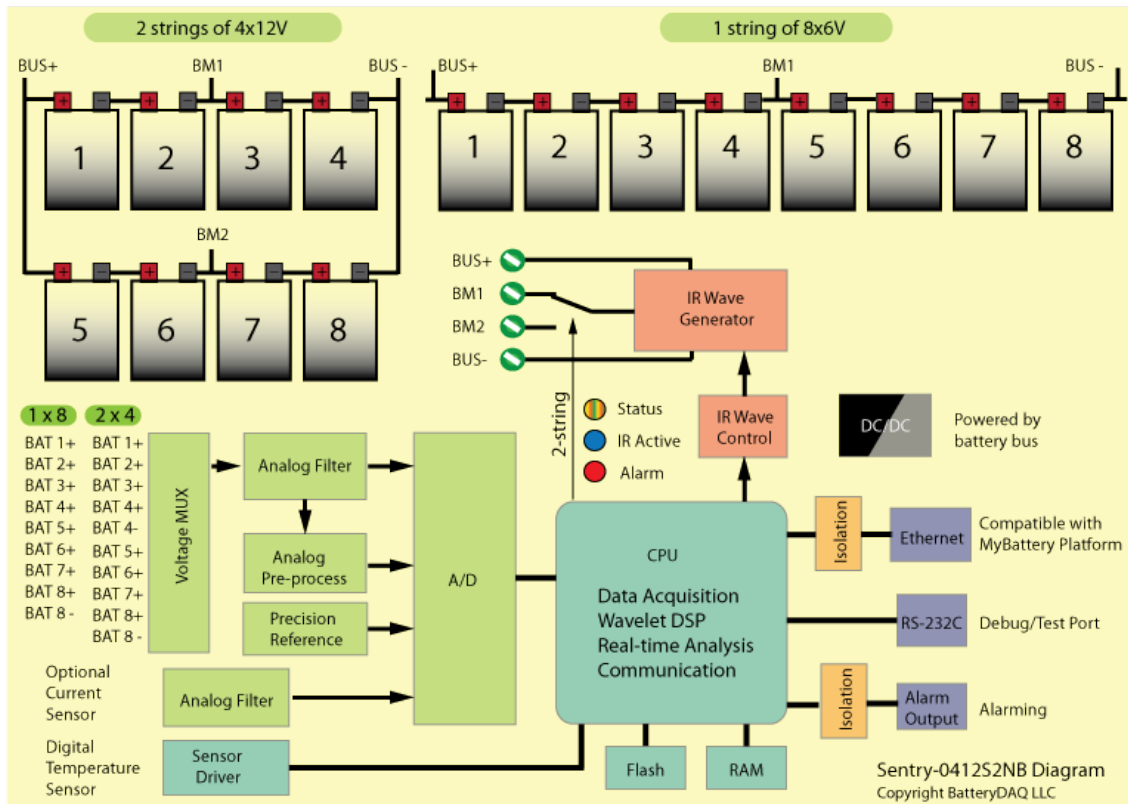 2 strings of 4x12V
1 string of 8x6V
BUS+ BM1 BUS -
BUS+ BM1 BUS -
+ − + − + − + −
+ − + − + − + − + − + − + − + −
1 2 3 4
1 2 3 4 5 6 7 8
BM2
+ − + − + − + −
5 6 7 8
BUS+
BM1
BM2
BUS-
IR Wave
Generator
2-string
Status
IR Active
Alarm
IR Wave
Control
DC/DC
Powered by
battery bus
1 x 8
BAT 1+
BAT 2+
BAT 3+
BAT 4+
BAT 5+
BAT 6+
BAT 7+
BAT 8+
BAT 8 -
2 x 4
BAT 1+
BAT 2+
BAT 3+
BAT 4+
BAT 4-
BAT 5+
BAT 6+
BAT 7+
BAT 8+
BAT 8 -
Voltage MUX
Analog Filter
Analog
Pre-process
Precision
Reference
A/D
CPU
Data Acquisition
Wavelet DSP
Real-time Analysis
Communication
Isolation
Ethernet
Compatible with
MyBattery Platform
RS-232C
Debug/Test Port
Isolation
Alarm
Output
Alarming
Optional
Current
Sensor
Analog Filter
Digital
Temperature
Sensor
Sensor
Driver
Flash
RAM
Sentry-0412S2NB Diagram
Copyright BatteryDAQ LLC